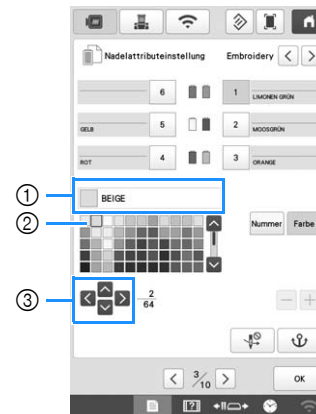 Nadelattributeinstellung Embroidery
6 1 LIMONEN GRÜN
GELB 5 2 MOOSGRÜN
ROT 4 3 ORANGE
① BEIGE
②
Nummer Farbe
③ 2
64
3/10 OK